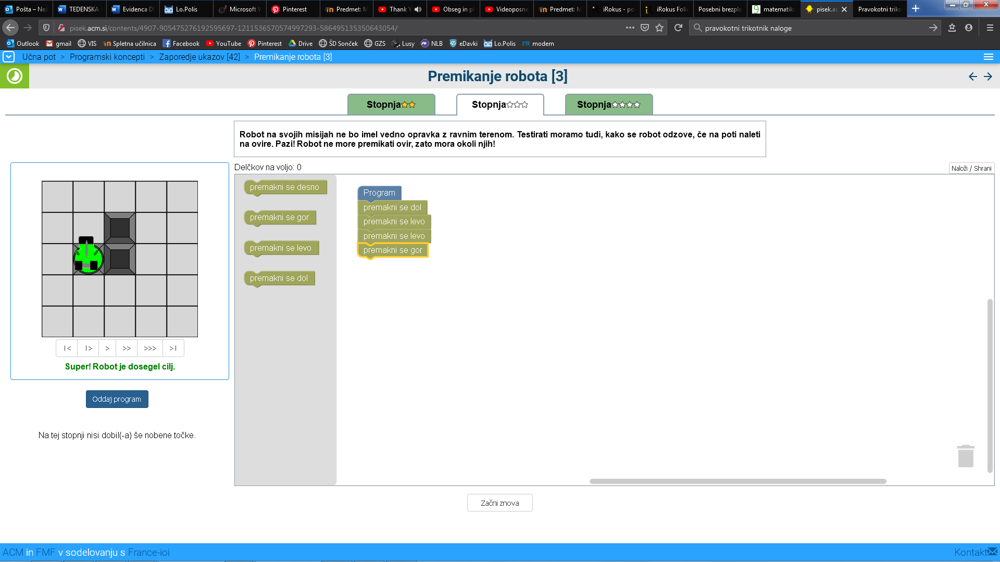 Pošta – Než
TEDENSKA
Evidenca D
Lo.Polis
Microsoft W
Pinterest
Predmet: M
Thank Y
Obseg in pl
Videoposne
Predmet: M
iRokus - po
iRokus Folio
Posebni brezpla
matematika
pisek.ac
Pravokotni triko
pisek.acm.si/contents/4907-905475276192595697-1211536570574997293-586495135350643054/
pravokotni trikotnik naloge
Outlook
gmail
VIS
Spletna učilnica
Facebook
YouTube
Pinterest
Drive
ŠD Sonček
GZS
Lusy
NLB
eDavki
Lo.Polis
ZTE modem
Učna pot > Programski koncepti > Zaporedje ukazov [42] > Premikanje robota [3]
Premikanje robota [3]
Stopnja
Stopnja
Stopnja
Robot na svojih misijah ne bo imel vedno opravka z ravnim terenom. Testirati moramo tudi, kako se robot odzove, če na poti naleti
na ovire. Pazi! Robot ne more premikati ovir, zato mora okoli njih!
Delčkov na voljo: 0
Naloži / Shrani
premakni se desno
premakni se gor
premakni se levo
premakni se dol
Program
premakni se dol
premakni se levo
premakni se levo
premakni se gor
|< |> > >> >>> >|
Super! Robot je dosegel cilj.
Oddaj program
Na tej stopnji nisi dobil(-a) še nobene točke.
Začni znova
ACM in FMF v sodelovanju s France-ioi
Kontakt